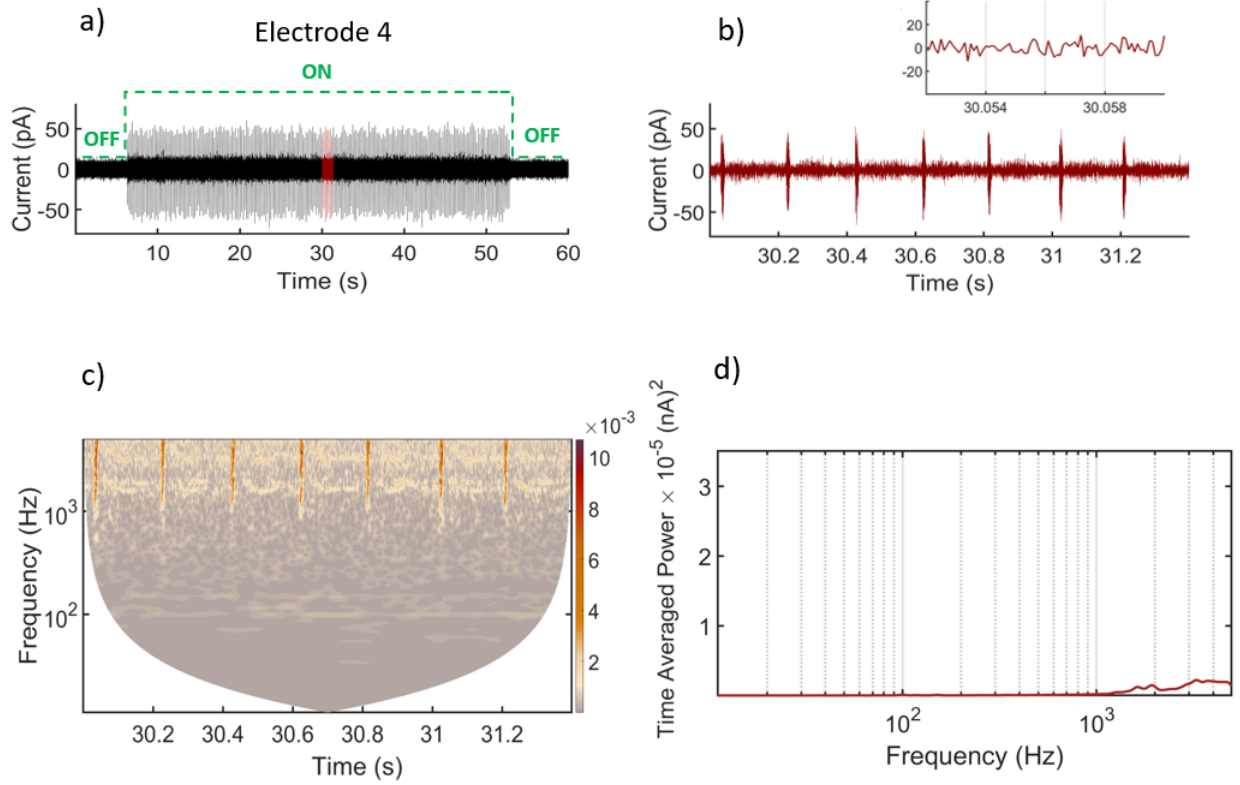 a)
Electrode 4
ON
OFF
OFF
Current (pA)
50
0
-50
10
20
30
40
50
60
Time (s)
b)
20
0
-20
30.054
30.058
Current (pA)
50
0
-50
30.2
30.4
30.6
30.8
31
31.2
Time (s)
c)
×10⁻³
10
8
6
4
2
Frequency (Hz)
10³
10²
30.2
30.4
30.6
30.8
31
31.2
Time (s)
d)
Time Averaged Power × 10⁻⁵ (nA)²
3
2
1
10²
10³
Frequency (Hz)